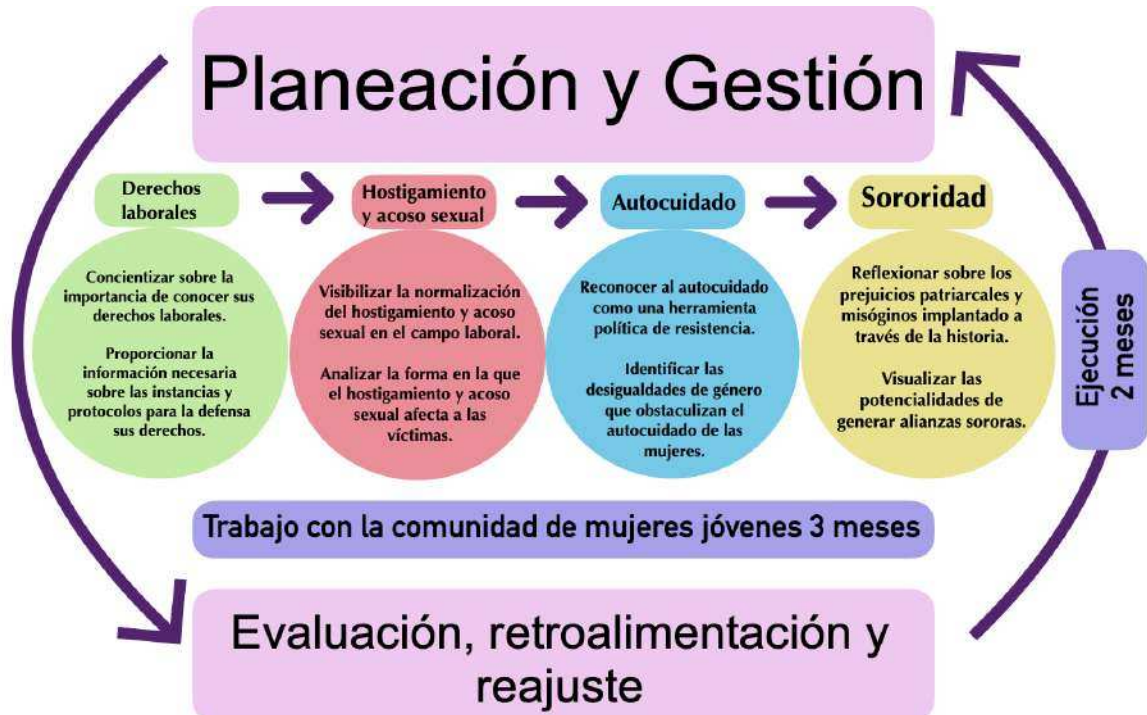 Planeación y Gestión
Derechos
laborales
Concientizar sobre la
importancia de conocer sus
derechos laborales.
Proporcionar la
información necesaria
sobre las instancias y
protocolos para la defensa
sus derechos.
Hostigamiento
y acoso sexual
Visibilizar la normalización
del hostigamiento y acoso
sexual en el campo laboral.
Analizar la forma en la que
el hostigamiento y acoso
sexual afecta a las
víctimas.
Autocuidado
Reconocer al autocuidado
como una herramienta
política de resistencia.
Identificar las
desigualdades de género
que obstaculizan el
autocuidado de las
mujeres.
Sororidad
Reflexionar sobre los
prejuicios patriarcales y
misóginos implantado a
través de la historia.
Visualizar las
potencialidades de
generar alianzas sororas.
Ejecución
2 meses
Trabajo con la comunidad de mujeres jóvenes 3 meses
Evaluación, retroalimentación y
reajuste